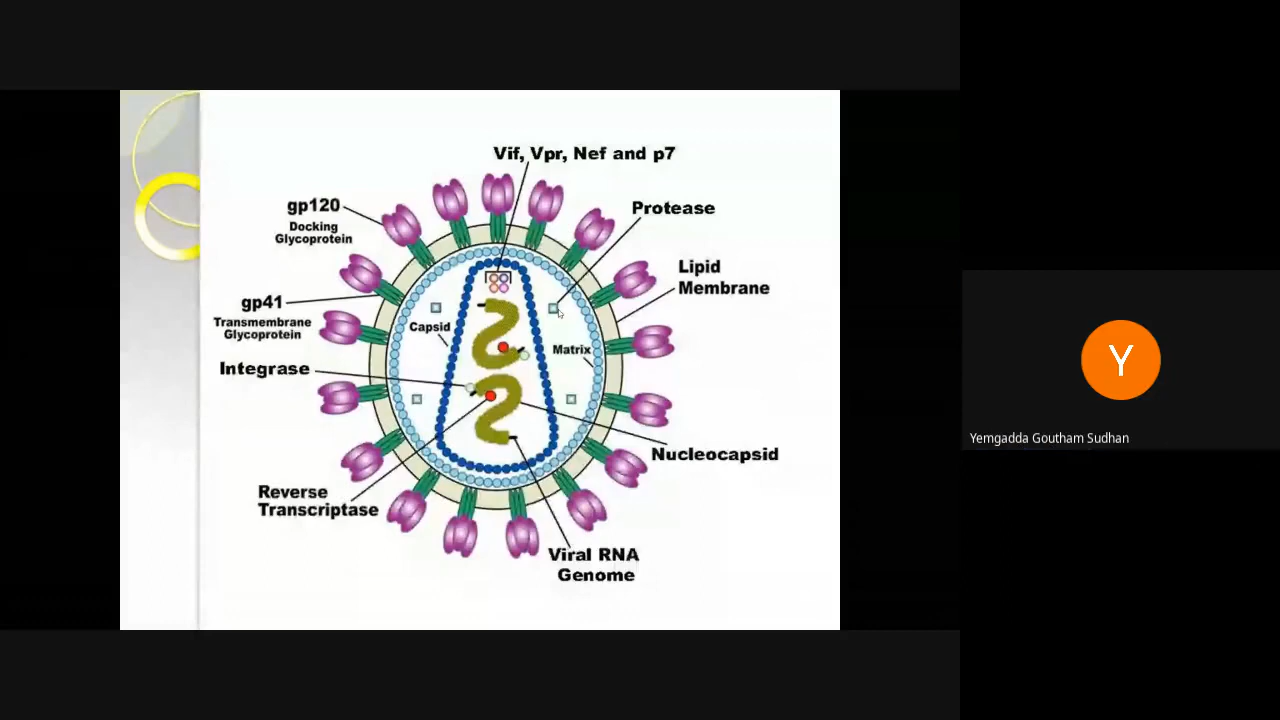 Vif, Vpr, Nef and p7
gp120
Docking
Glycoprotein
Protease
Lipid
Membrane
gp41
Transmembrane
Glycoprotein
Capsid
Matrix
Integrase
Nucleocapsid
Reverse
Transcriptase
Viral RNA
Genome
Y
Yemgadda Goutham Sudhan